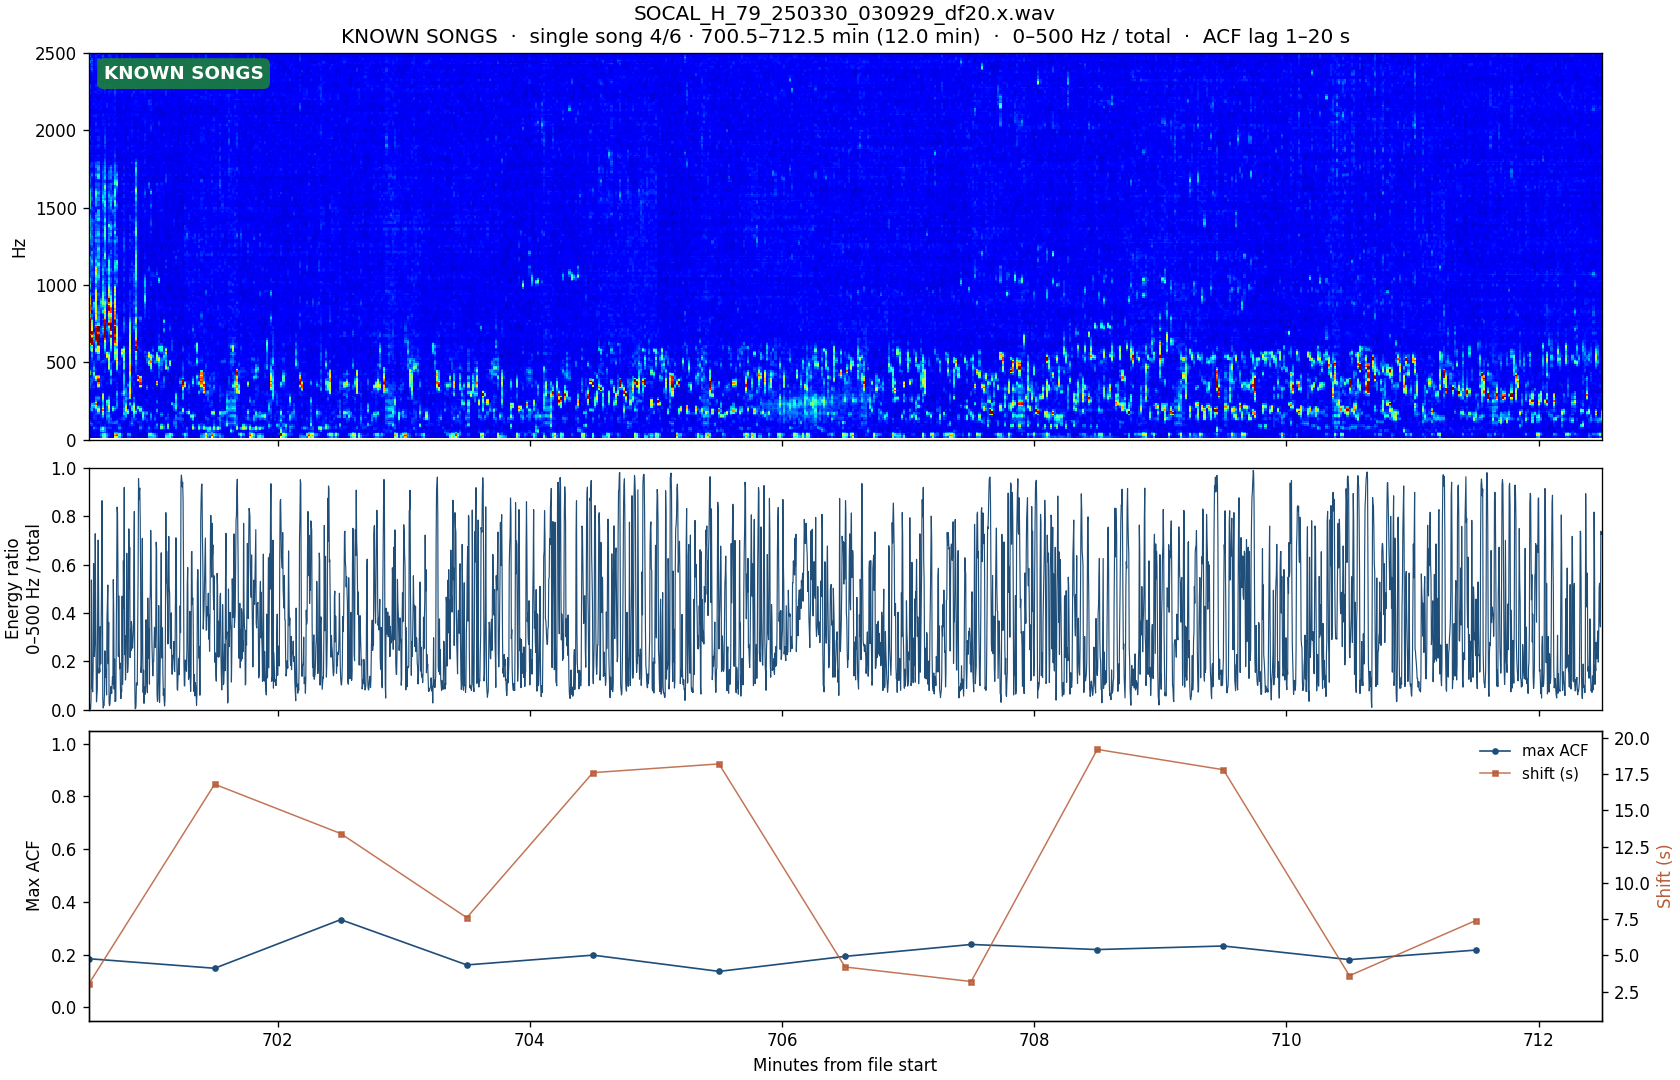 SOCAL_H_79_250330_030929_df20.x.wav
KNOWN SONGS · single song 4/6 · 700.5–712.5 min (12.0 min) · 0–500 Hz / total · ACF lag 1–20 s
KNOWN SONGS
2500
2000
1500
1000
500
0
Hz
1.0
0.8
0.6
0.4
0.2
0.0
Energy ratio
0–500 Hz / total
1.0
0.8
0.6
0.4
0.2
0.0
Max ACF
max ACF
shift (s)
20.0
17.5
15.0
12.5
10.0
7.5
5.0
2.5
Shift (s)
702
704
706
708
710
712
Minutes from file start